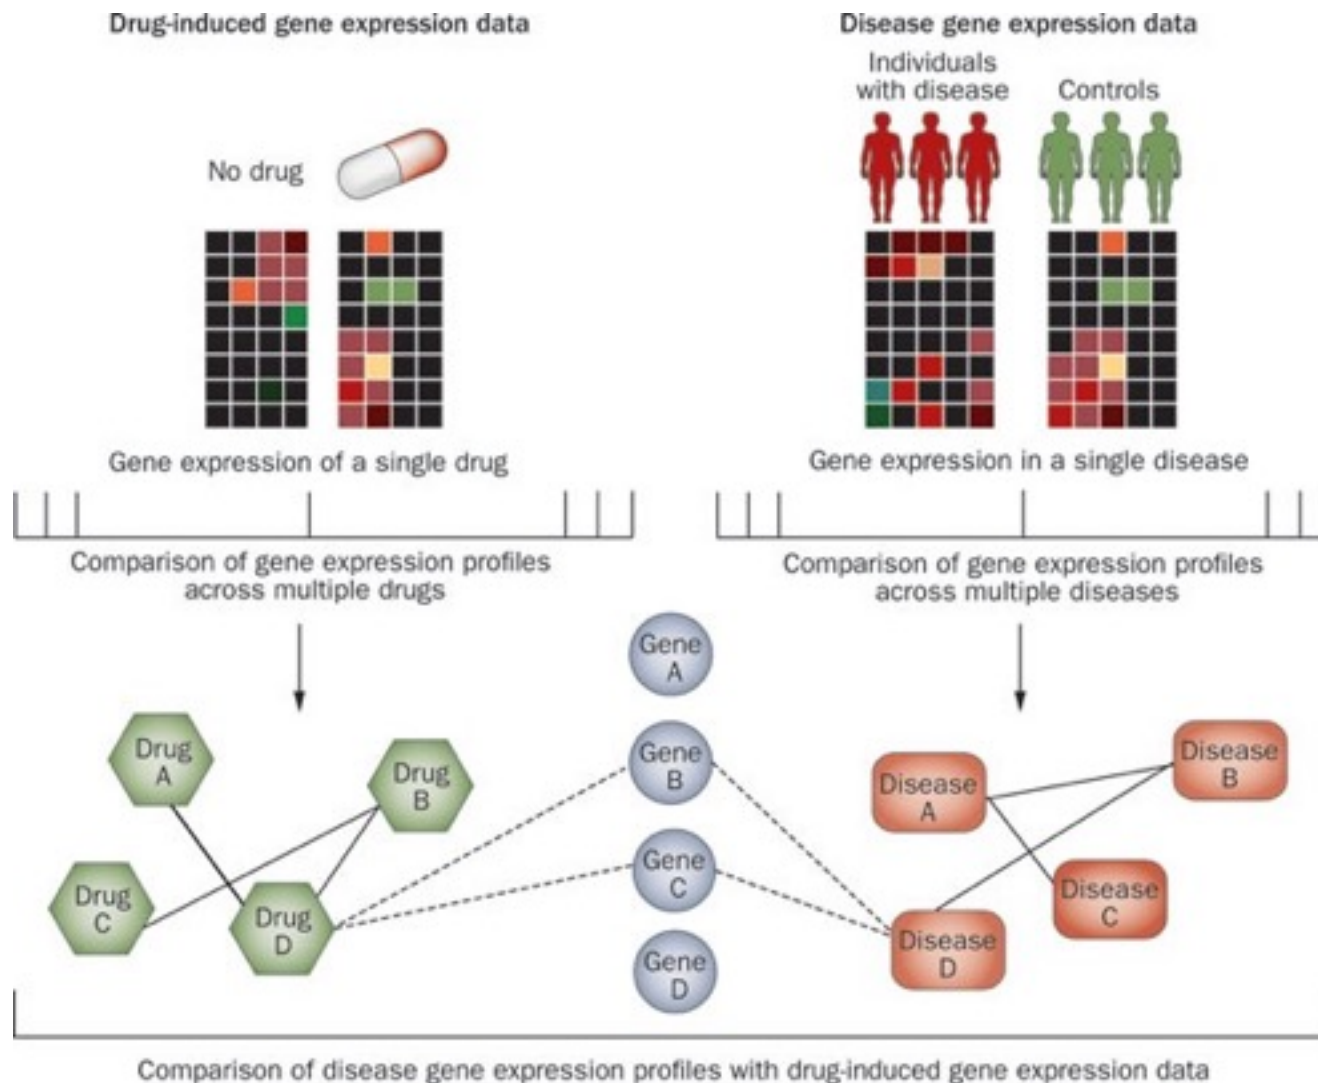 Drug-induced gene expression data
Disease gene expression data
Individuals
with disease
Controls
No drug
Gene expression of a single drug
Gene expression in a single disease
Comparison of gene expression profiles
across multiple drugs
Comparison of gene expression profiles
across multiple diseases
Gene
A
Drug
A
Drug
B
Gene
B
Disease
A
Disease
B
Drug
C
Drug
D
Gene
C
Disease
C
Disease
D
Gene
D
Comparison of disease gene expression profiles with drug-induced gene expression data